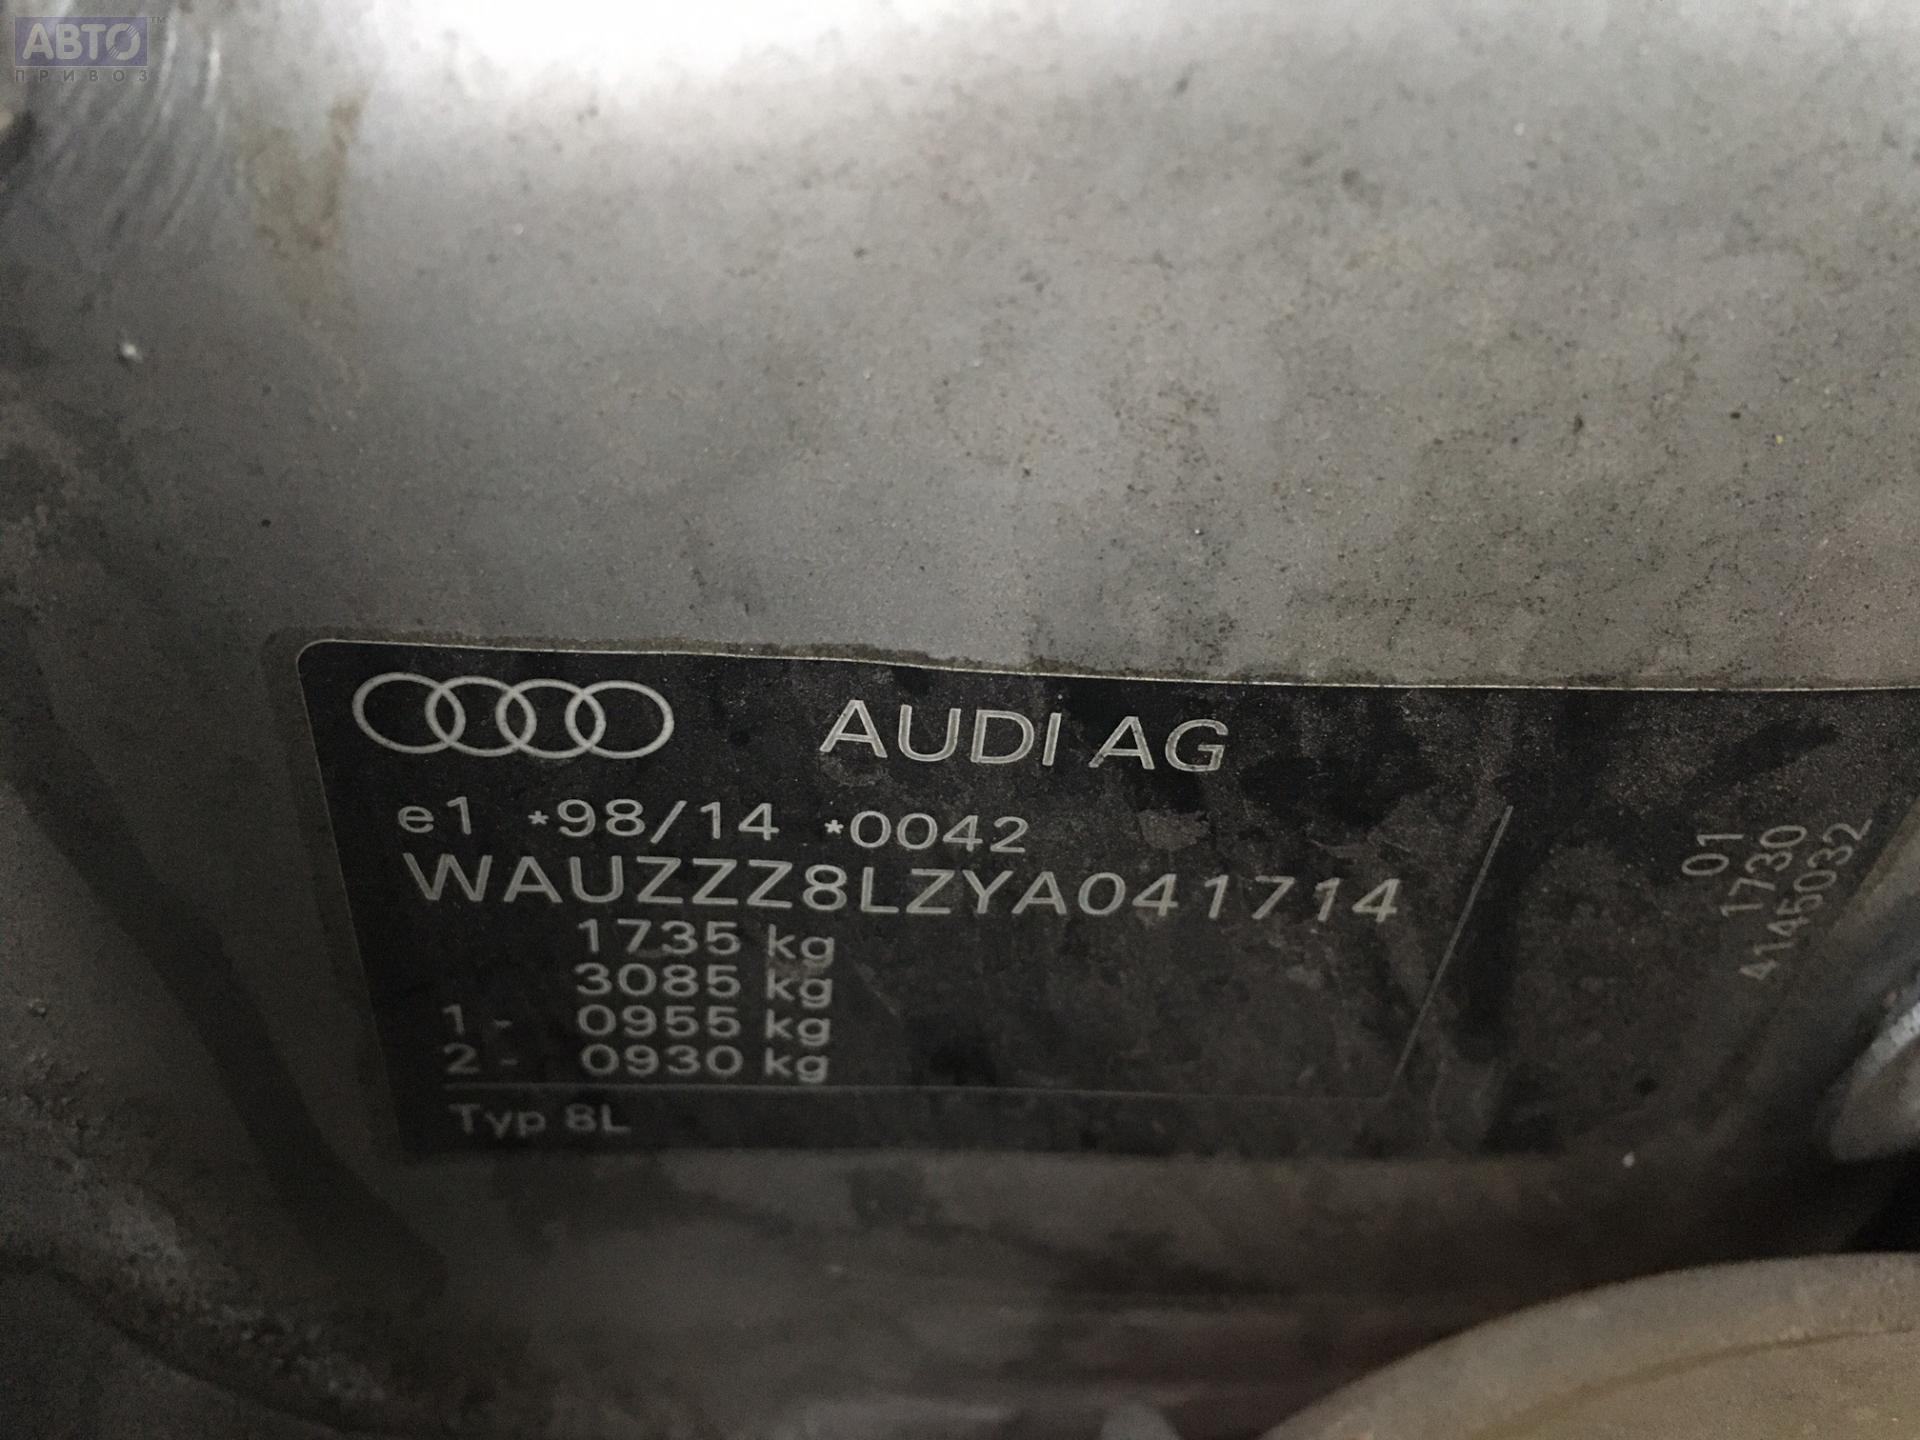 АВТО™
ПРИВОЗ
AUDI AG
e1 *98/14 *0042
WAUZZZ8LZYA041714
1735 kg
3085 kg
1 - 0955 kg
2 - 0930 kg
Typ 8L
01
1730
4145032